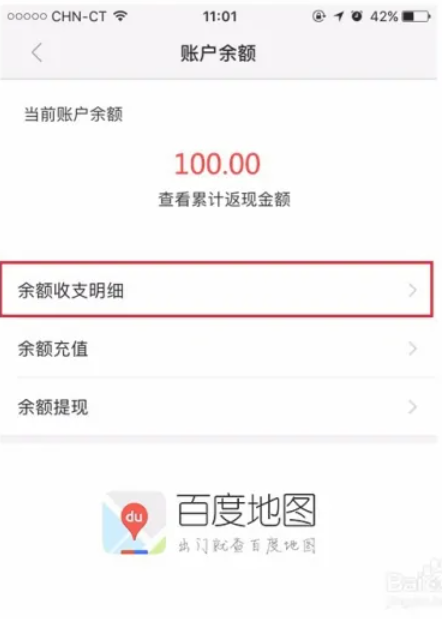 CHN-CT 11:01 42%
账户余额
当前账户余额
100.00
查看累计返现金额
余额收支明细
余额充值
余额提现
du 百度地图
出门就查百度地图
Bai